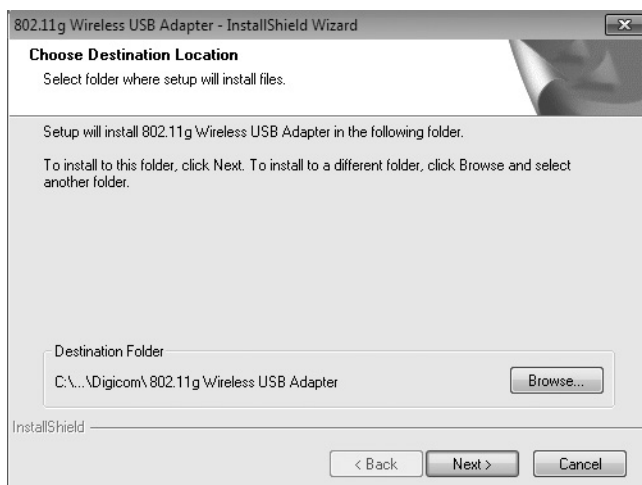 802.11g Wireless USB Adapter - InstallShield Wizard
Choose Destination Location
Select folder where setup will install files.
Setup will install 802.11g Wireless USB Adapter in the following folder.
To install to this folder, click Next. To install to a different folder, click Browse and select
another folder.
Destination Folder
C:\...\Digicom\802.11g Wireless USB Adapter
Browse...
InstallShield
< Back
Next >
Cancel